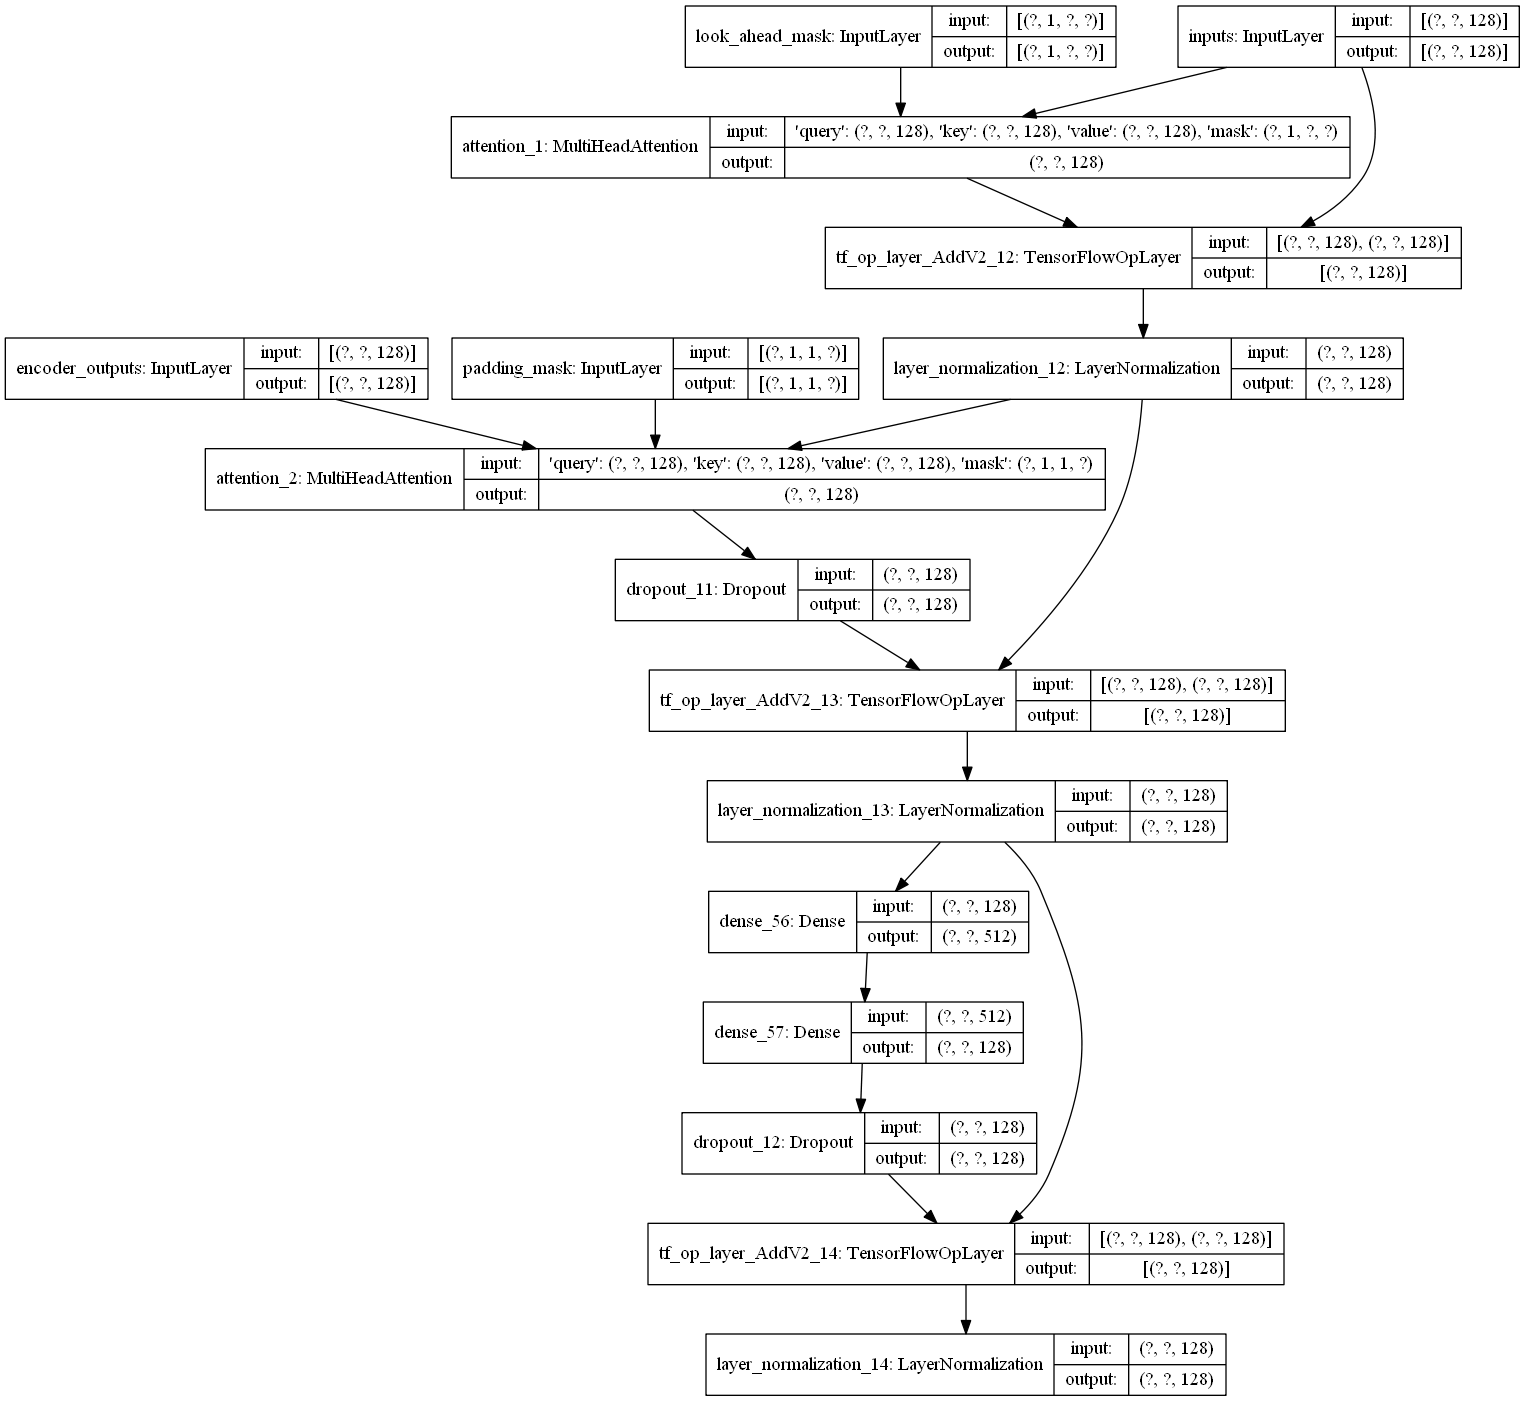 look_ahead_mask: InputLayer
input: [(?, 1, ?, ?)]
output: [(?, 1, ?, ?)]
inputs: InputLayer
input: [(?, ?, 128)]
output: [(?, ?, 128)]
attention_1: MultiHeadAttention
input: 'query': (?, ?, 128), 'key': (?, ?, 128), 'value': (?, ?, 128), 'mask': (?, 1, ?, ?)
output: (?, ?, 128)
tf_op_layer_AddV2_12: TensorFlowOpLayer
input: [(?, ?, 128), (?, ?, 128)]
output: [(?, ?, 128)]
encoder_outputs: InputLayer
input: [(?, ?, 128)]
output: [(?, ?, 128)]
padding_mask: InputLayer
input: [(?, 1, 1, ?)]
output: [(?, 1, 1, ?)]
layer_normalization_12: LayerNormalization
input: (?, ?, 128)
output: (?, ?, 128)
attention_2: MultiHeadAttention
input: 'query': (?, ?, 128), 'key': (?, ?, 128), 'value': (?, ?, 128), 'mask': (?, 1, 1, ?)
output: (?, ?, 128)
dropout_11: Dropout
input: (?, ?, 128)
output: (?, ?, 128)
tf_op_layer_AddV2_13: TensorFlowOpLayer
input: [(?, ?, 128), (?, ?, 128)]
output: [(?, ?, 128)]
layer_normalization_13: LayerNormalization
input: (?, ?, 128)
output: (?, ?, 128)
dense_56: Dense
input: (?, ?, 128)
output: (?, ?, 512)
dense_57: Dense
input: (?, ?, 512)
output: (?, ?, 128)
dropout_12: Dropout
input: (?, ?, 128)
output: (?, ?, 128)
tf_op_layer_AddV2_14: TensorFlowOpLayer
input: [(?, ?, 128), (?, ?, 128)]
output: [(?, ?, 128)]
layer_normalization_14: LayerNormalization
input: (?, ?, 128)
output: (?, ?, 128)